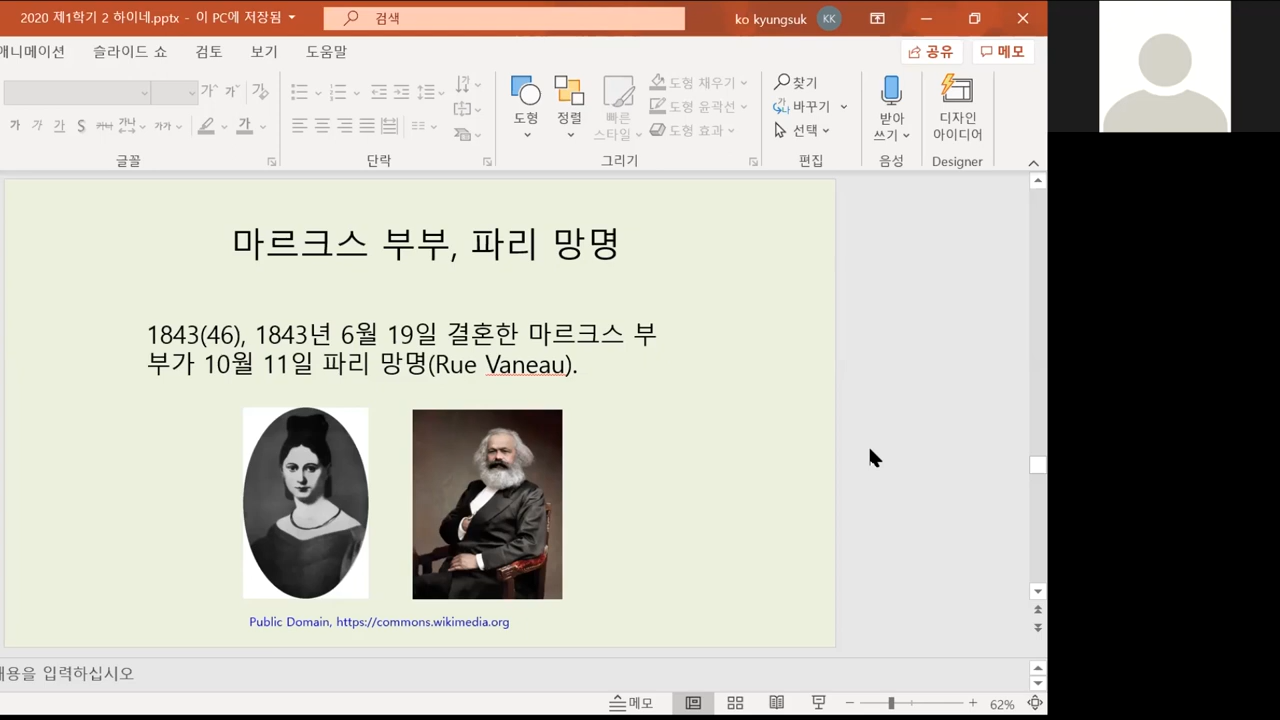 2020 제1학기 2 하이네.pptx - 이 PC에 저장됨
검색
ko kyungsuk
KK
애니메이션 슬라이드 쇼 검토 보기 도움말
공유
메모
도형
정렬
빠른
스타일
도형 채우기
도형 윤곽선
도형 효과
찾기
바꾸기
선택
받아
쓰기
디자인
아이디어
글꼴
단락
그리기
편집
음성
Designer
마르크스 부부, 파리 망명
1843(46), 1843년 6월 19일 결혼한 마르크스 부
부가 10월 11일 파리 망명(Rue Vaneau).
Public Domain, https://commons.wikimedia.org
내용을 입력하십시오
메모
62%